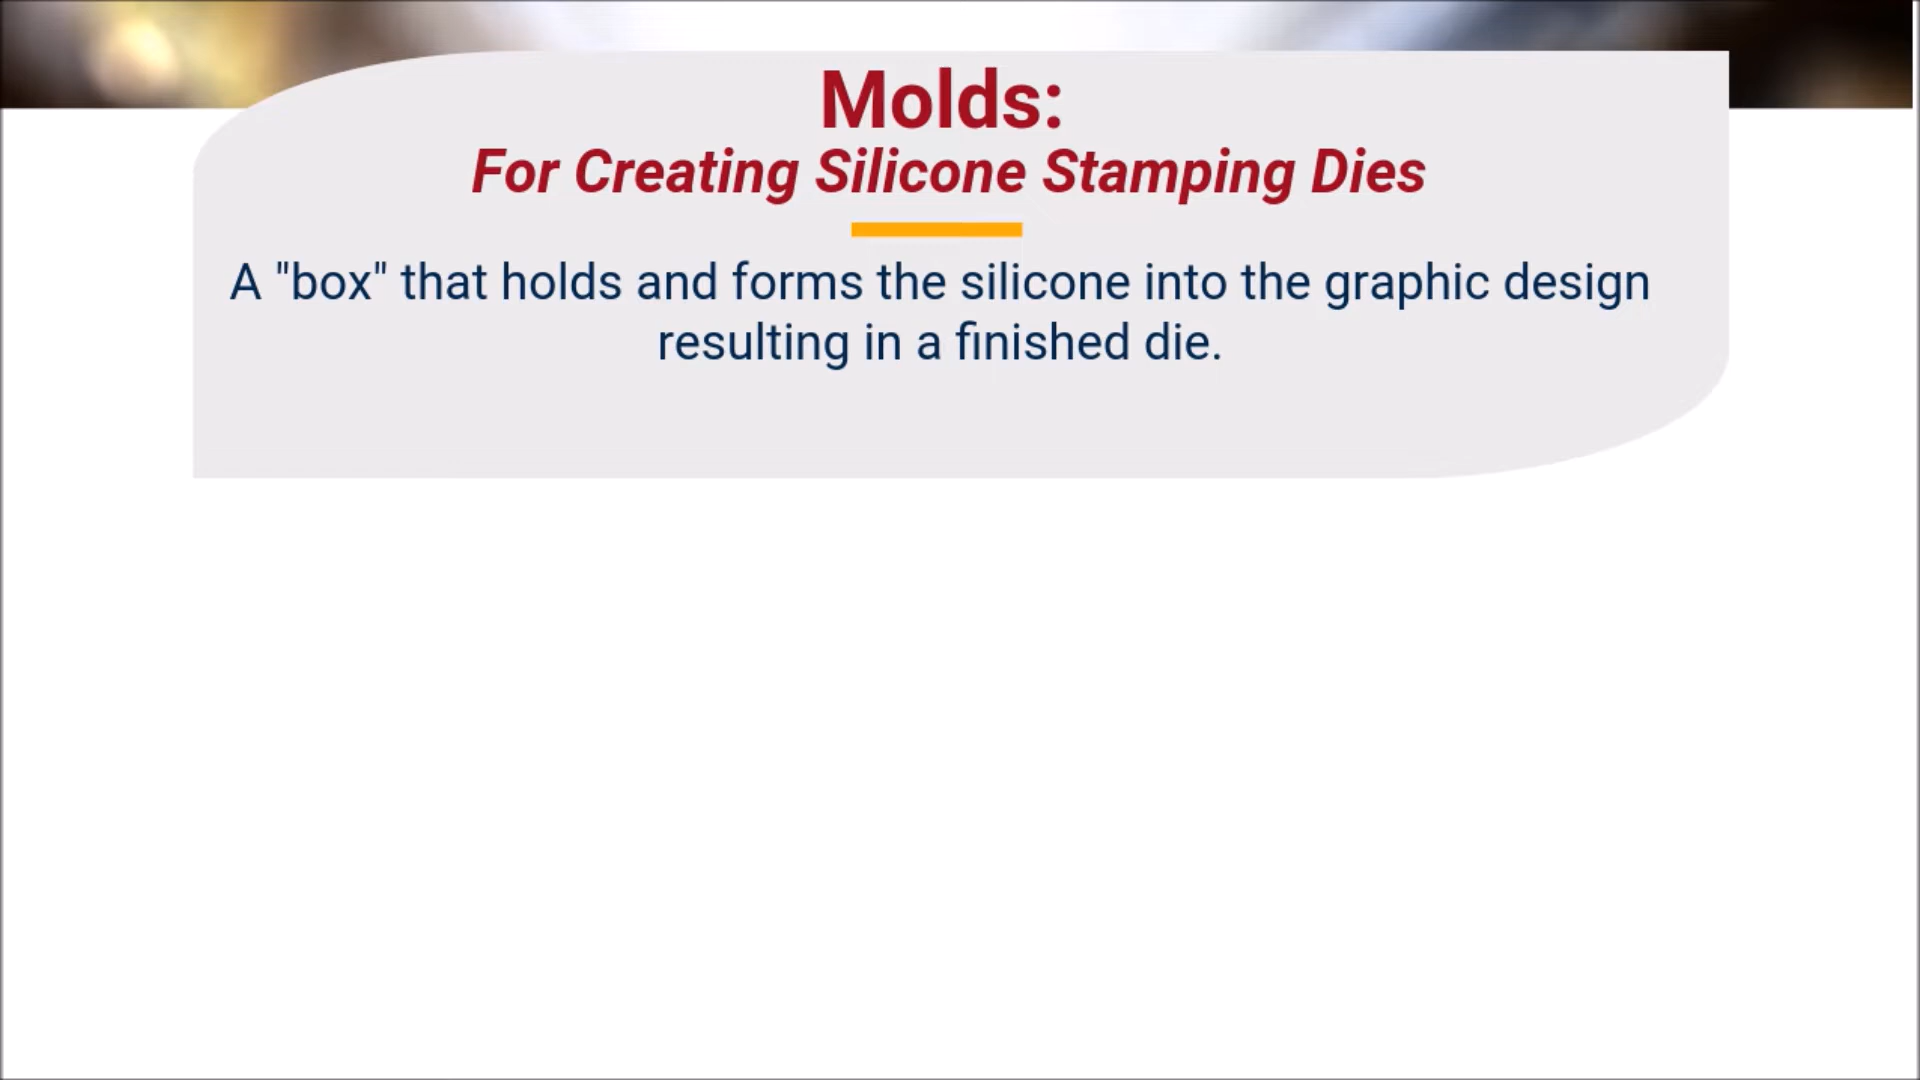 Molds:
For Creating Silicone Stamping Dies
A "box" that holds and forms the silicone into the graphic design
resulting in a finished die.